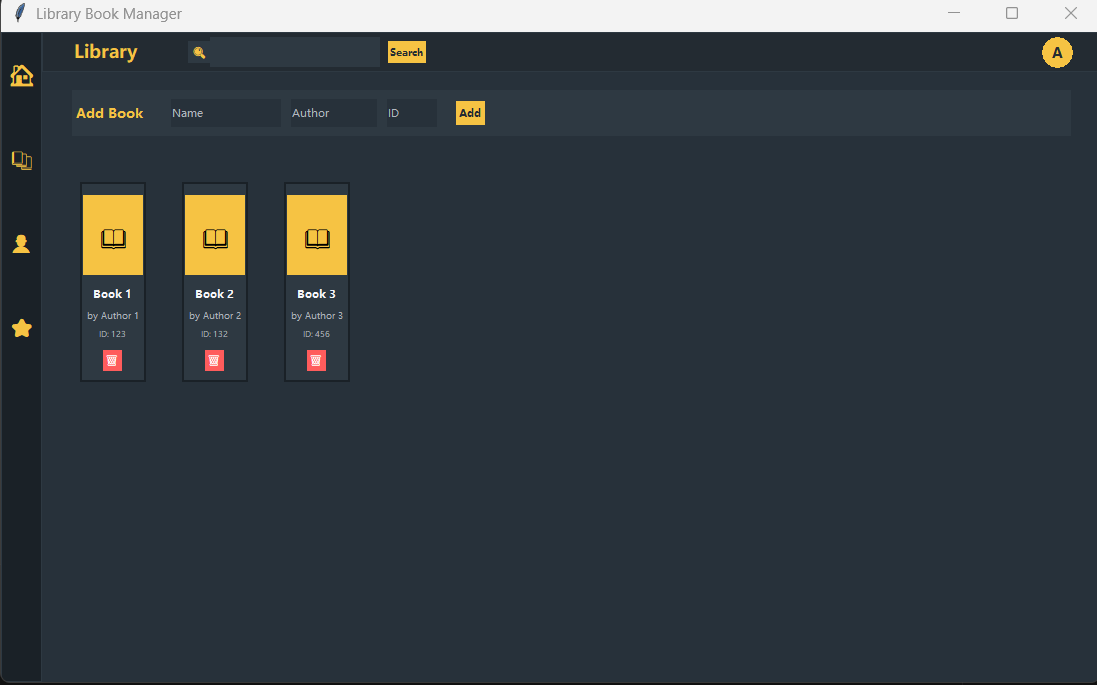 Library Book Manager
Library
Search
A
Add Book
Name
Author
ID
Add
Book 1
by Author 1
ID: 123
Book 2
by Author 2
ID: 132
Book 3
by Author 3
ID: 456